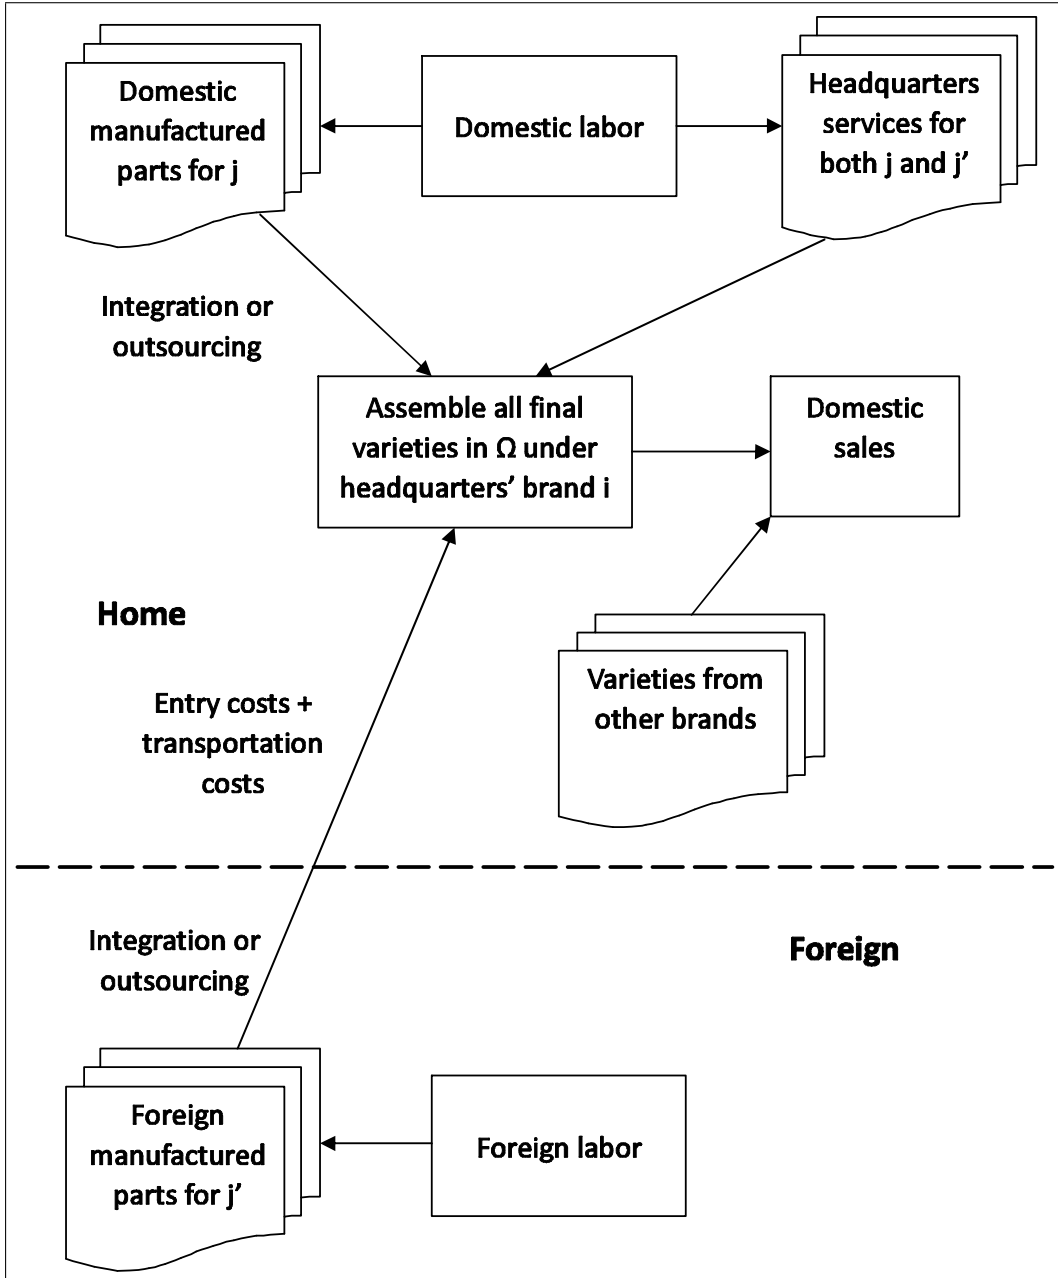 Domestic
manufactured
parts for j
Domestic labor
Headquarters
services for
both j and j’
Integration or
outsourcing
Assemble all final
varieties in Ω under
headquarters’ brand i
Domestic
sales
Home
Varieties from
other brands
Entry costs +
transportation
costs
Integration or
outsourcing
Foreign
Foreign
manufactured
parts for j’
Foreign labor